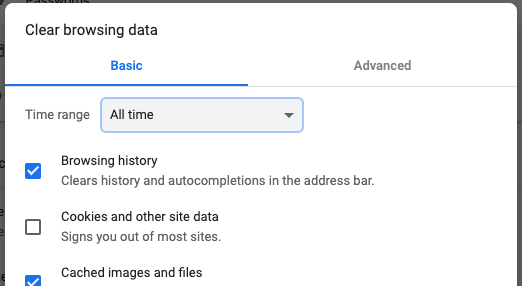 Clear browsing data
Basic
Advanced
Time range
All time
Browsing history
Clears history and autocompletions in the address bar.
Cookies and other site data
Signs you out of most sites.
Cached images and files